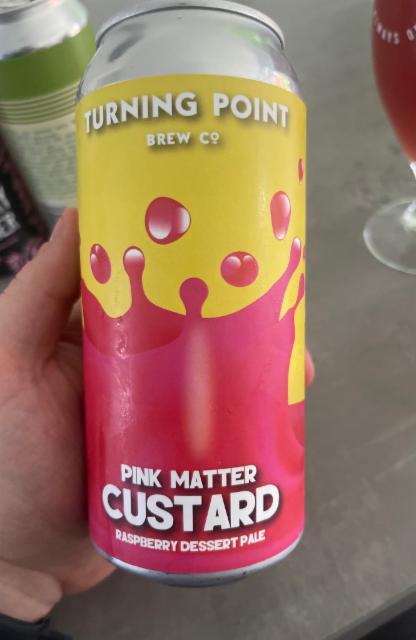 TURNING POINT
BREW CO
PINK MATTER
CUSTARD
RASPBERRY DESSERT PALE